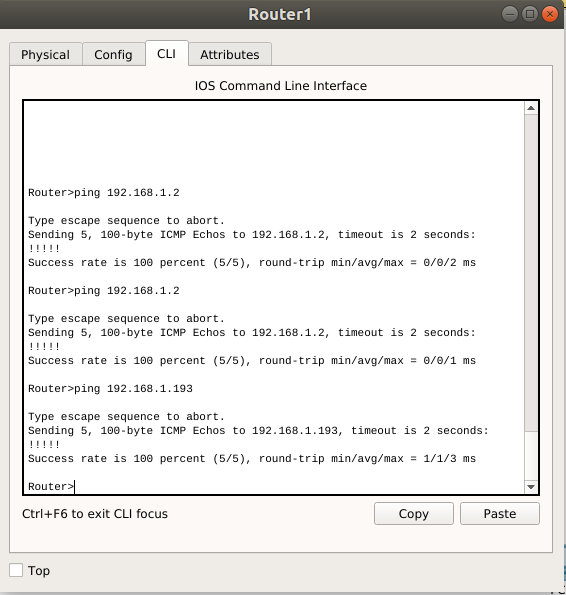 Router1
Physical
Config
CLI
Attributes
IOS Command Line Interface
Router>ping 192.168.1.2
Type escape sequence to abort.
Sending 5, 100-byte ICMP Echos to 192.168.1.2, timeout is 2 seconds:
!!!!!
Success rate is 100 percent (5/5), round-trip min/avg/max = 0/0/2 ms
Router>ping 192.168.1.2
Type escape sequence to abort.
Sending 5, 100-byte ICMP Echos to 192.168.1.2, timeout is 2 seconds:
!!!!!
Success rate is 100 percent (5/5), round-trip min/avg/max = 0/0/1 ms
Router>ping 192.168.1.193
Type escape sequence to abort.
Sending 5, 100-byte ICMP Echos to 192.168.1.193, timeout is 2 seconds:
!!!!!
Success rate is 100 percent (5/5), round-trip min/avg/max = 1/1/3 ms
Router>
Ctrl+F6 to exit CLI focus
Copy
Paste
Top